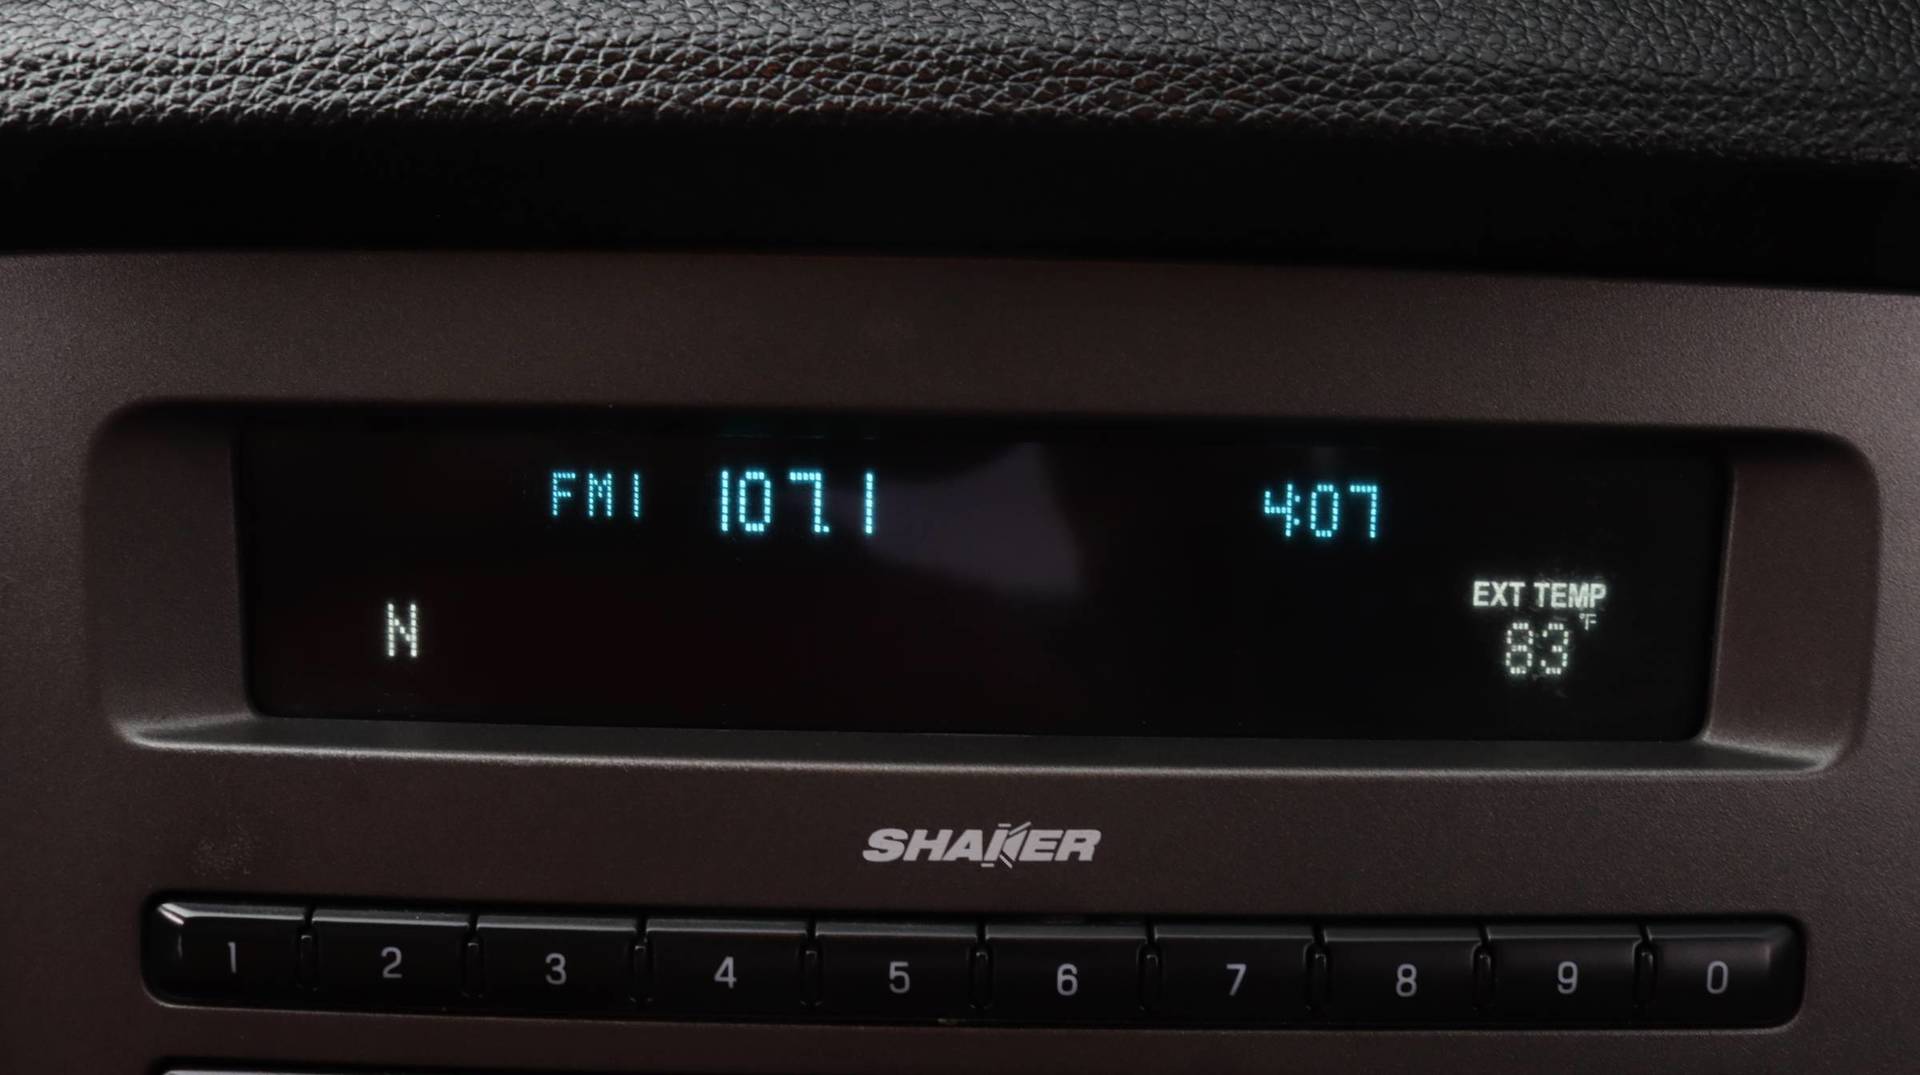 FM1 107.1 4:07
EXT TEMP
°F
N 83
SHAKER
1 2 3 4 5 6 7 8 9 0